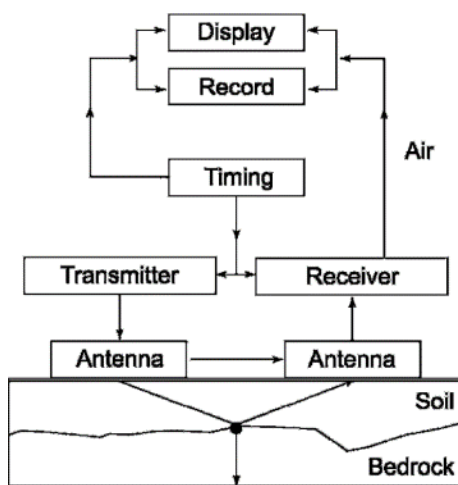 Display
Record
Air
Timing
Transmitter
Receiver
Antenna
Antenna
Soil
Bedrock